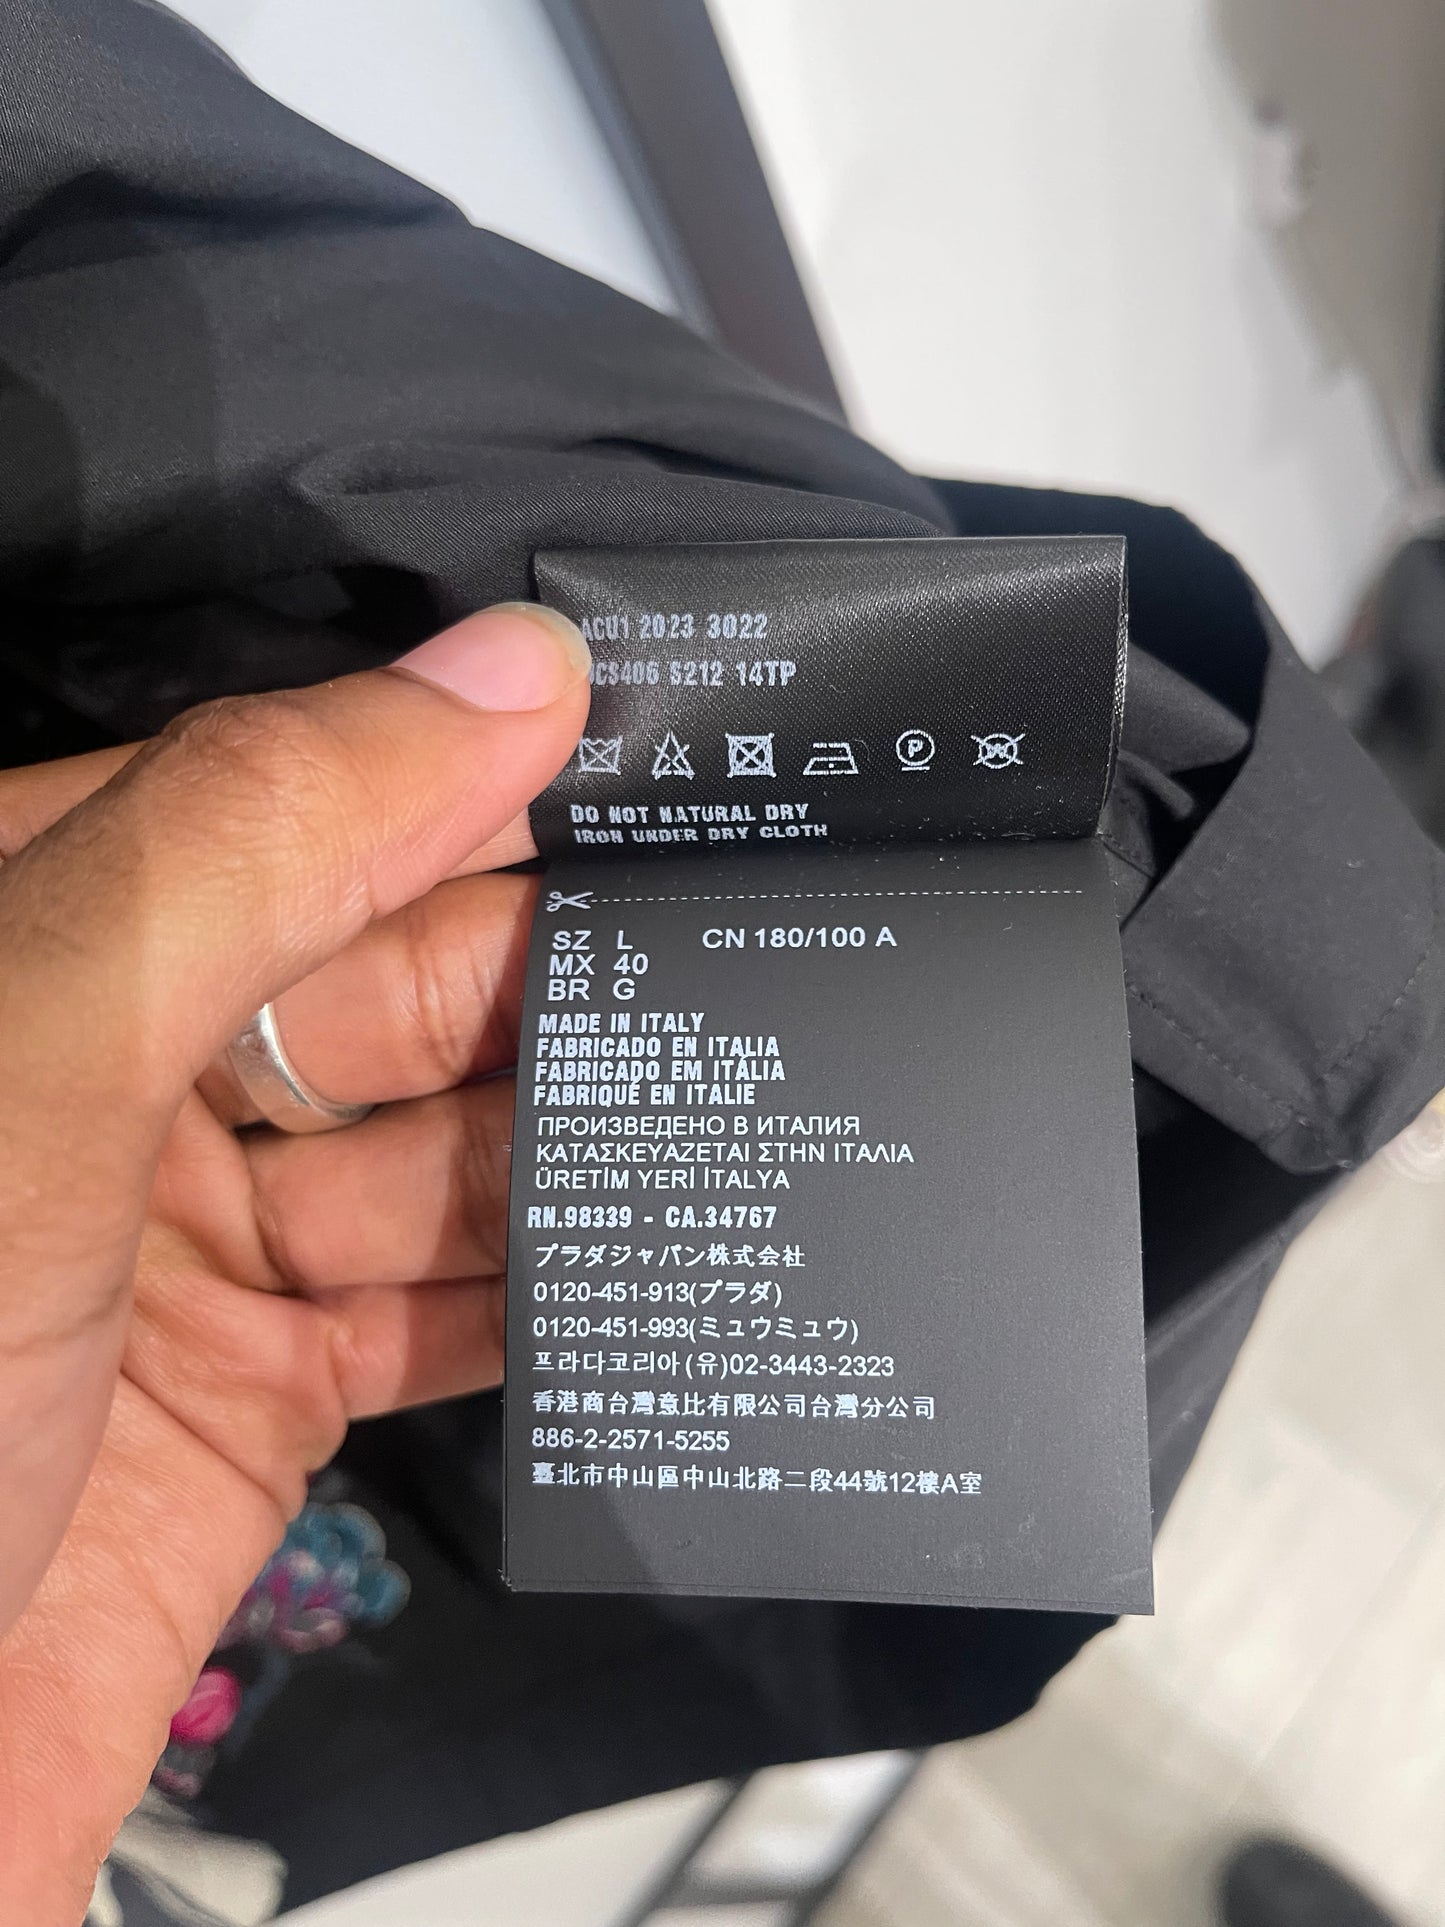 ACU1 2023 3022
S212 14TP
P
W
DO NOT NATURAL DRY
IRON UNDER DRY CLOTH
SZ L CN 180/100 A
MX 40
BR G
MADE IN ITALY
FABRICADO EN ITALIA
FABRICADO EM ITÁLIA
FABRIQUÉ EN ITALIE
ПРОИЗВЕДЕНО В ИТАЛИЯ
ΚΑΤΑΣΚΕΥΑΖΕΤΑΙ ΣΤΗΝ ΙΤΑΛΙΑ
ÜRETİM YERİ İTALYA
RN.98339 - CA.34767
プラダジャパン株式会社
0120-451-913(プラダ)
0120-451-993(ミュウミュウ)
프라다코리아(유)02-3443-2323
香港商台灣意比有限公司台灣分公司
886-2-2571-5255
臺北市中山區中山北路二段44號12樓A室